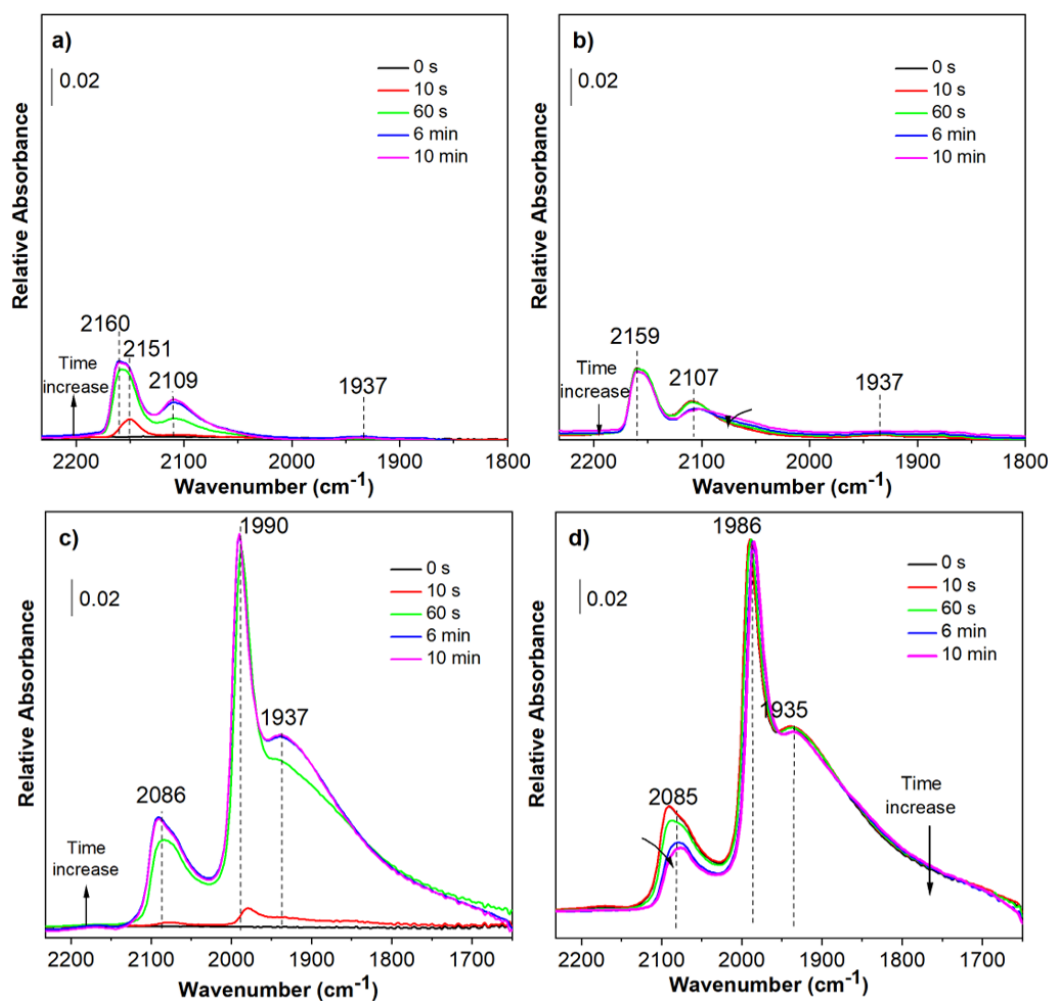 a)
0.02
0 s
10 s
60 s
6 min
10 min
2160
2151
2109
1937
Time
increase
2200 2100 2000 1900 1800
Wavenumber (cm⁻¹)
Relative Absorbance
b)
0.02
0 s
10 s
60 s
6 min
10 min
2159
2107
1937
Time
increase
2200 2100 2000 1900 1800
Wavenumber (cm⁻¹)
Relative Absorbance
c)
0.02
0 s
10 s
60 s
6 min
10 min
1990
1937
2086
Time
increase
2200 2100 2000 1900 1800 1700
Wavenumber (cm⁻¹)
Relative Absorbance
d)
0.02
0 s
10 s
60 s
6 min
10 min
1986
1935
2085
Time
increase
2200 2100 2000 1900 1800 1700
Wavenumber (cm⁻¹)
Relative Absorbance